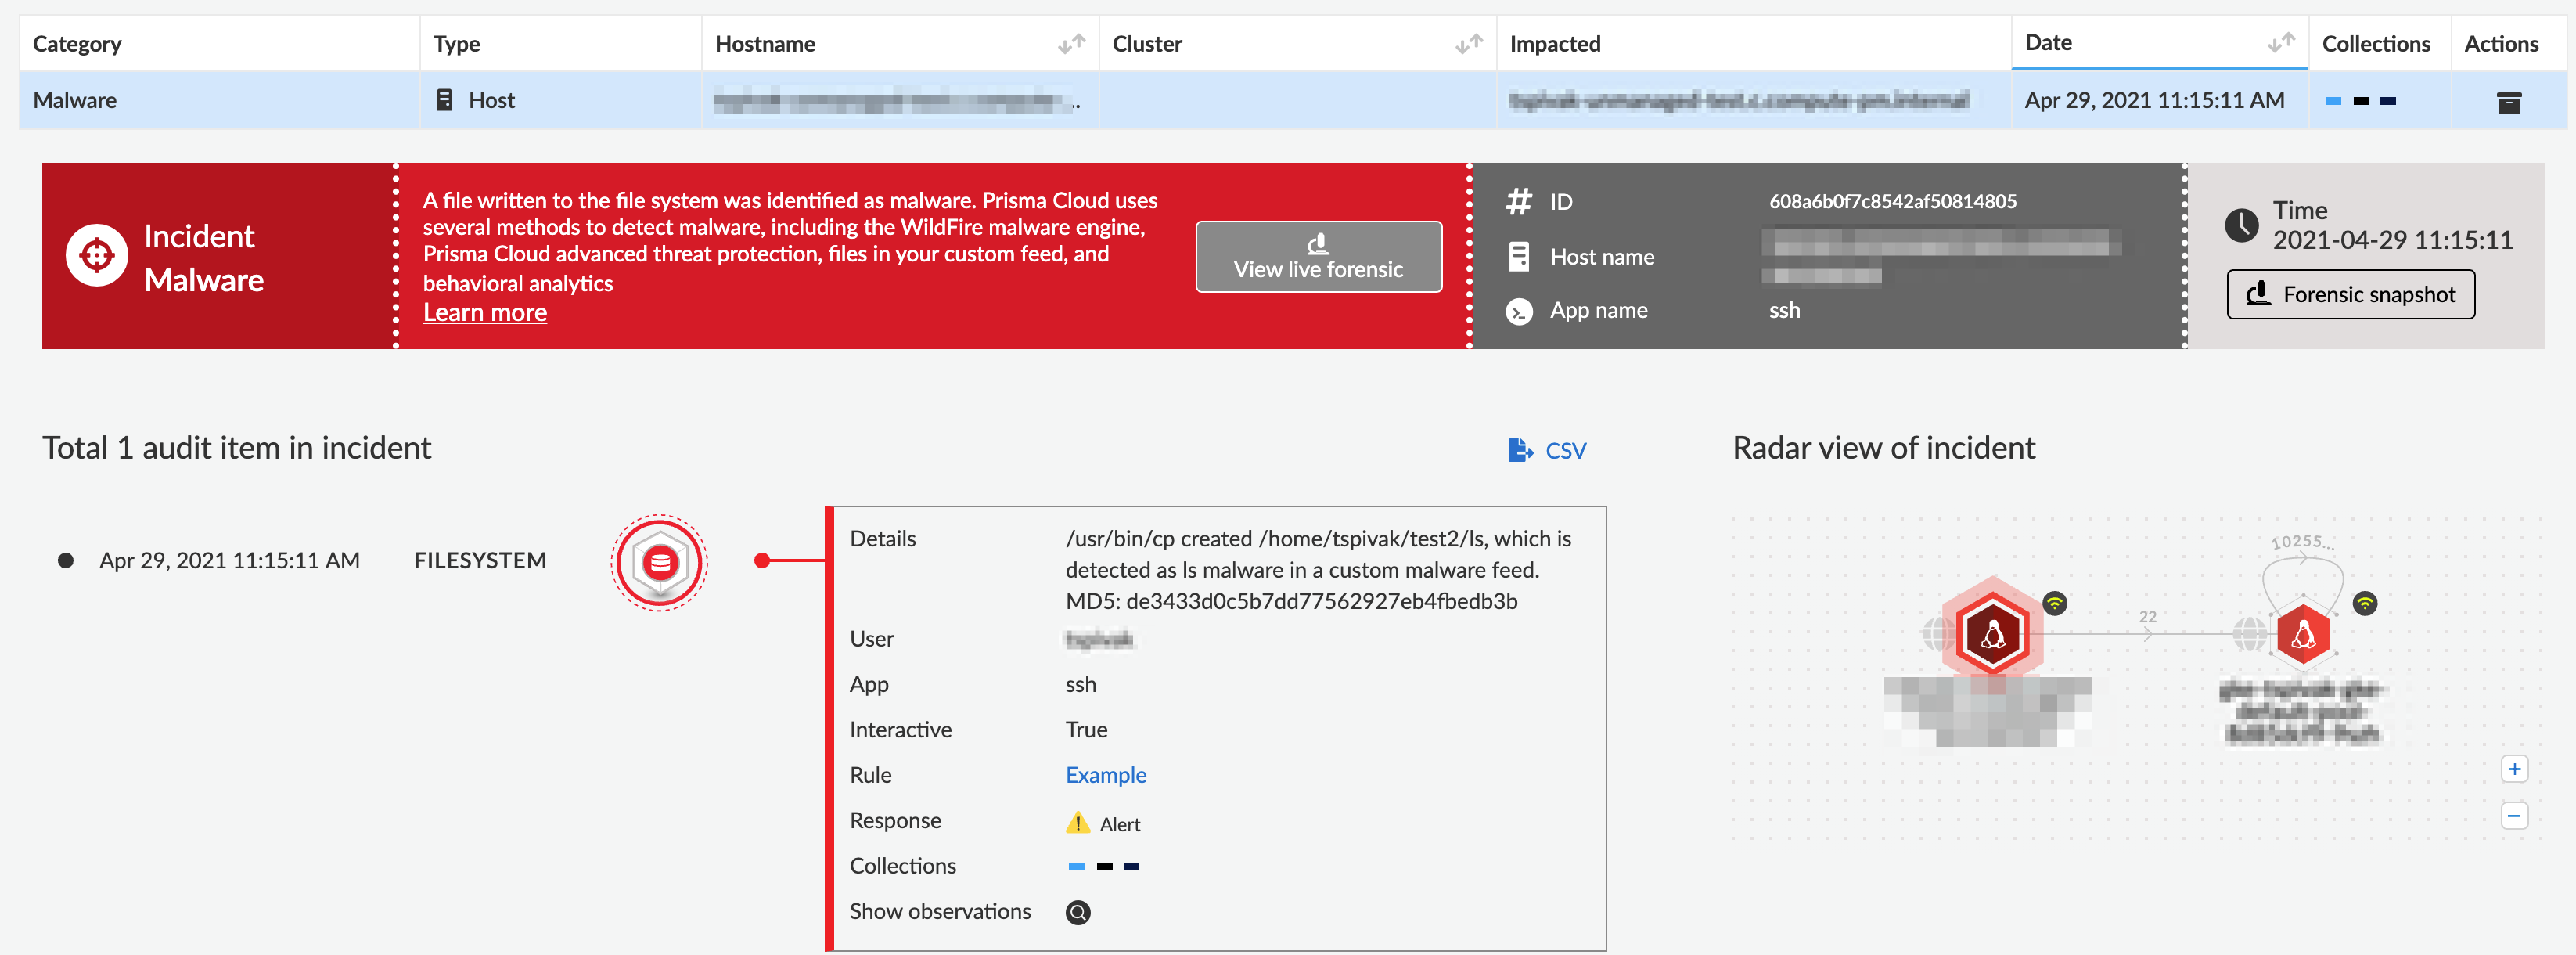 Category Type Hostname Cluster Impacted Date Collections Actions
Malware Host .. Apr 29, 2021 11:15:11 AM
Incident
Malware
A file written to the file system was identified as malware. Prisma Cloud uses
several methods to detect malware, including the WildFire malware engine,
Prisma Cloud advanced threat protection, files in your custom feed, and
behavioral analytics
Learn more
View live forensic
ID 608a6b0f7c8542af50814805
Host name
App name ssh
Time
2021-04-29 11:15:11
Forensic snapshot
Total 1 audit item in incident
CSV
Apr 29, 2021 11:15:11 AM FILESYSTEM
Details /usr/bin/cp created /home/tspivak/test2/ls, which is
detected as ls malware in a custom malware feed.
MD5: de3433d0c5b7dd77562927eb4fbedb3b
User
App ssh
Interactive True
Rule Example
Response Alert
Collections
Show observations
Radar view of incident
10255...
22